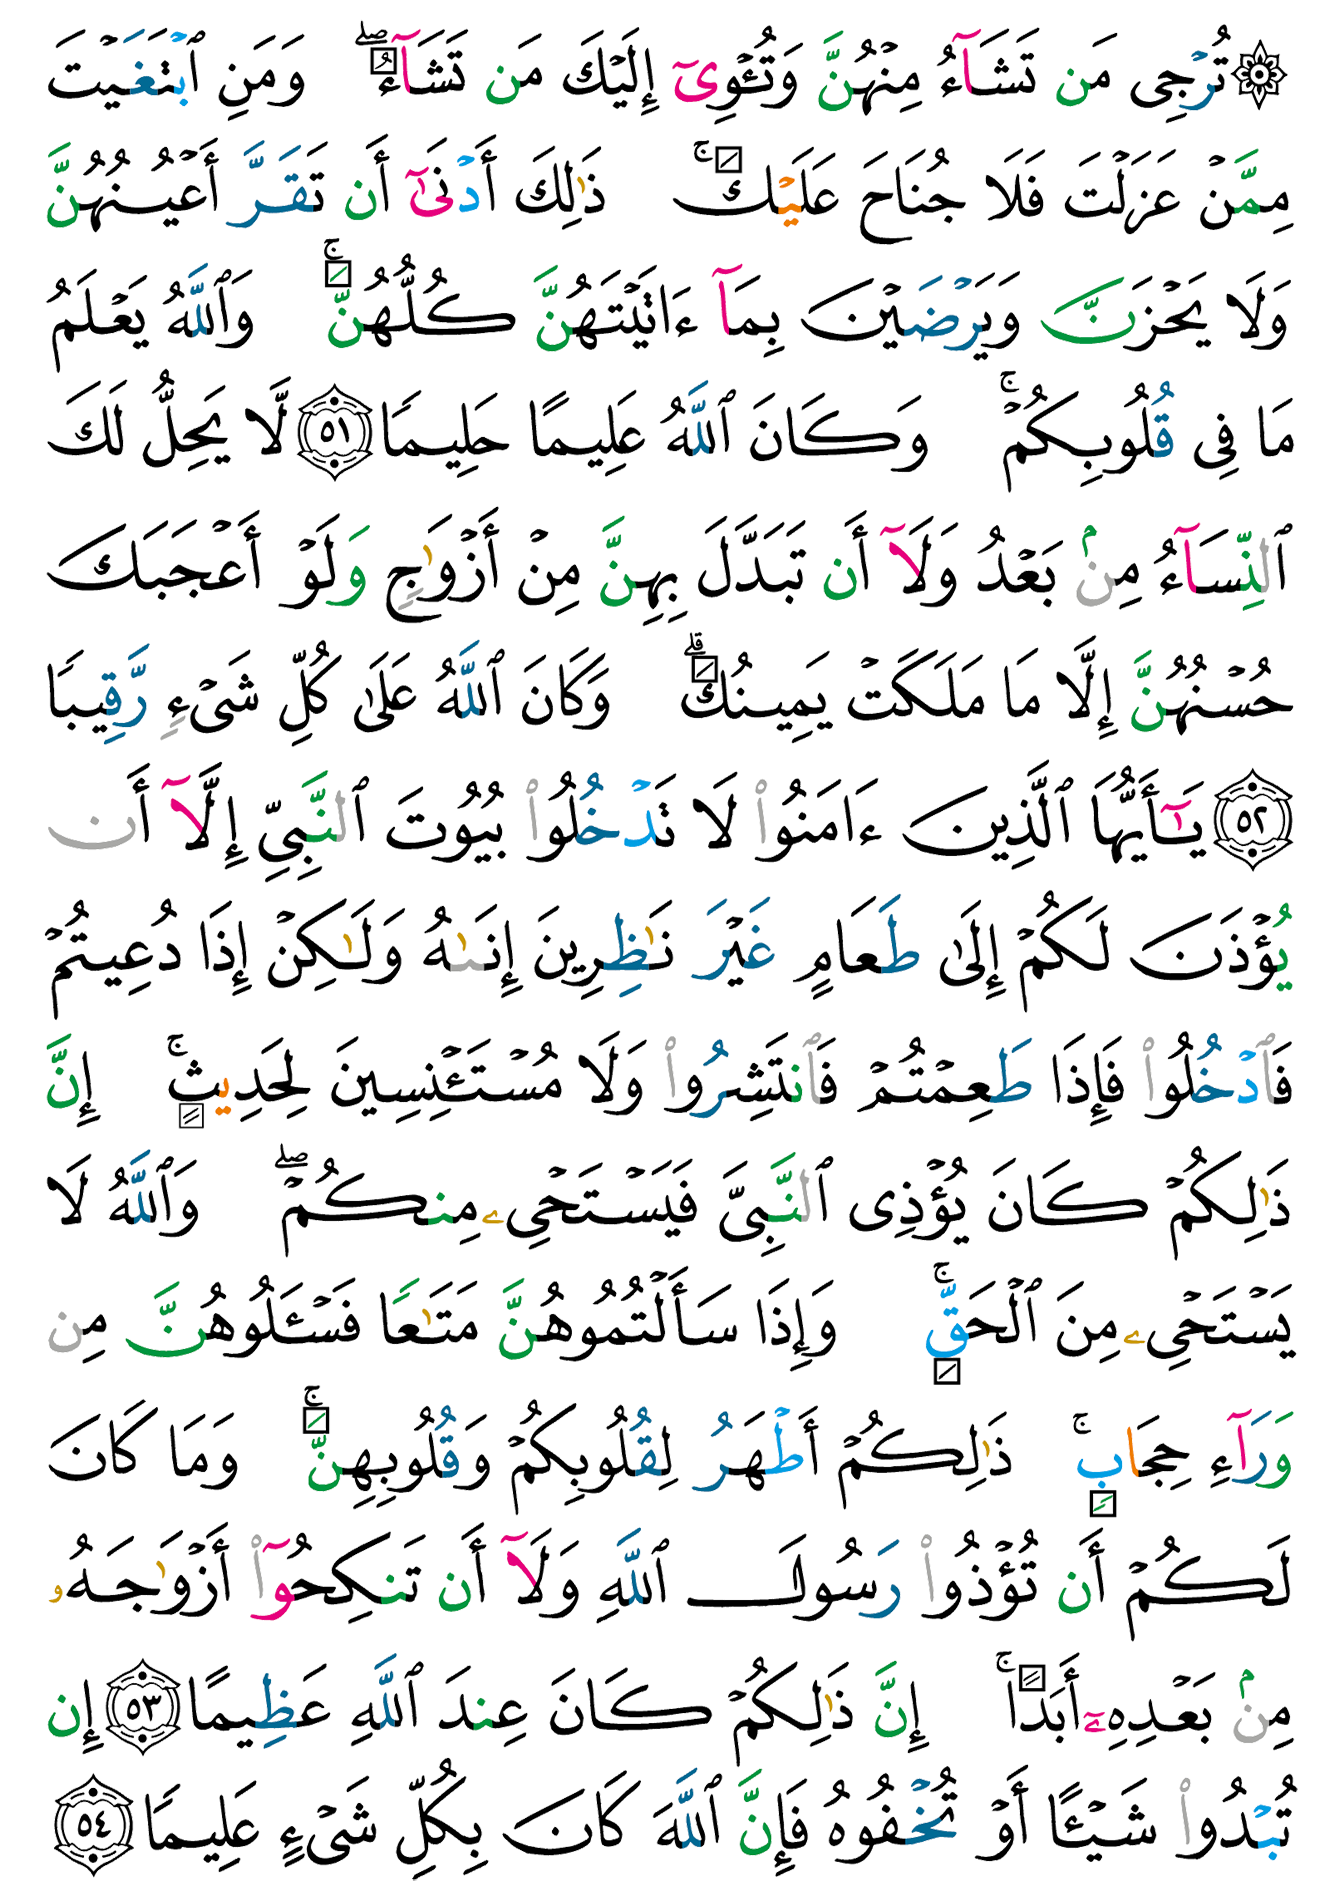 ۞ تُرْجِى مَن تَشَآءُ مِنْهُنَّ وَتُـْٔوِىٓ إِلَيْكَ مَن تَشَآءُ ۖ وَمَنِ ٱبْتَغَيْتَ
مِمَّنْ عَزَلْتَ فَلَا جُنَاحَ عَلَيْكَ ۚ ذَٰلِكَ أَدْنَىٰٓ أَن تَقَرَّ أَعْيُنُهُنَّ
وَلَا يَحْزَنَّ وَيَرْضَيْنَ بِمَآ ءَاتَيْتَهُنَّ كُلُّهُنَّ ۚ وَٱللَّهُ يَعْلَمُ
مَا فِى قُلُوبِكُمْ ۚ وَكَانَ ٱللَّهُ عَلِيمًا حَلِيمًا ٥١ لَّا يَحِلُّ لَكَ
ٱلنِّسَآءُ مِنۢ بَعْدُ وَلَآ أَن تَبَدَّلَ بِهِنَّ مِنْ أَزْوَٰجٍ وَلَوْ أَعْجَبَكَ
حُسْنُهُنَّ إِلَّا مَا مَلَكَتْ يَمِينُكَ ۗ وَكَانَ ٱللَّهُ عَلَىٰ كُلِّ شَىْءٍ رَّقِيبًا
٥٢ يَـٰٓأَيُّهَا ٱلَّذِينَ ءَامَنُوا۟ لَا تَدْخُلُوا۟ بُيُوتَ ٱلنَّبِىِّ إِلَّآ أَن
يُؤْذَنَ لَكُمْ إِلَىٰ طَعَامٍ غَيْرَ نَـٰظِرِينَ إِنَىٰهُ وَلَـٰكِنْ إِذَا دُعِيتُمْ
فَٱدْخُلُوا۟ فَإِذَا طَعِمْتُمْ فَٱنتَشِرُوا۟ وَلَا مُسْتَـْٔنِسِينَ لِحَدِيثٍ ۚ إِنَّ
ذَٰلِكُمْ كَانَ يُؤْذِى ٱلنَّبِىَّ فَيَسْتَحْىِۦ مِنكُمْ ۖ وَٱللَّهُ لَا
يَسْتَحْىِۦ مِنَ ٱلْحَقِّ ۚ وَإِذَا سَأَلْتُمُوهُنَّ مَتَـٰعًا فَسْـَٔلُوهُنَّ مِن
وَرَآءِ حِجَابٍ ۚ ذَٰلِكُمْ أَطْهَرُ لِقُلُوبِكُمْ وَقُلُوبِهِنَّ ۚ وَمَا كَانَ
لَكُمْ أَن تُؤْذُوا۟ رَسُولَ ٱللَّهِ وَلَآ أَن تَنكِحُوٓا۟ أَزْوَٰجَهُۥ
مِنۢ بَعْدِهِۦٓ أَبَدًا ۚ إِنَّ ذَٰلِكُمْ كَانَ عِندَ ٱللَّهِ عَظِيمًا ٥٣ إِن
تُبْدُوا۟ شَيْـًٔا أَوْ تُخْفُوهُ فَإِنَّ ٱللَّهَ كَانَ بِكُلِّ شَىْءٍ عَلِيمًا ٥٤